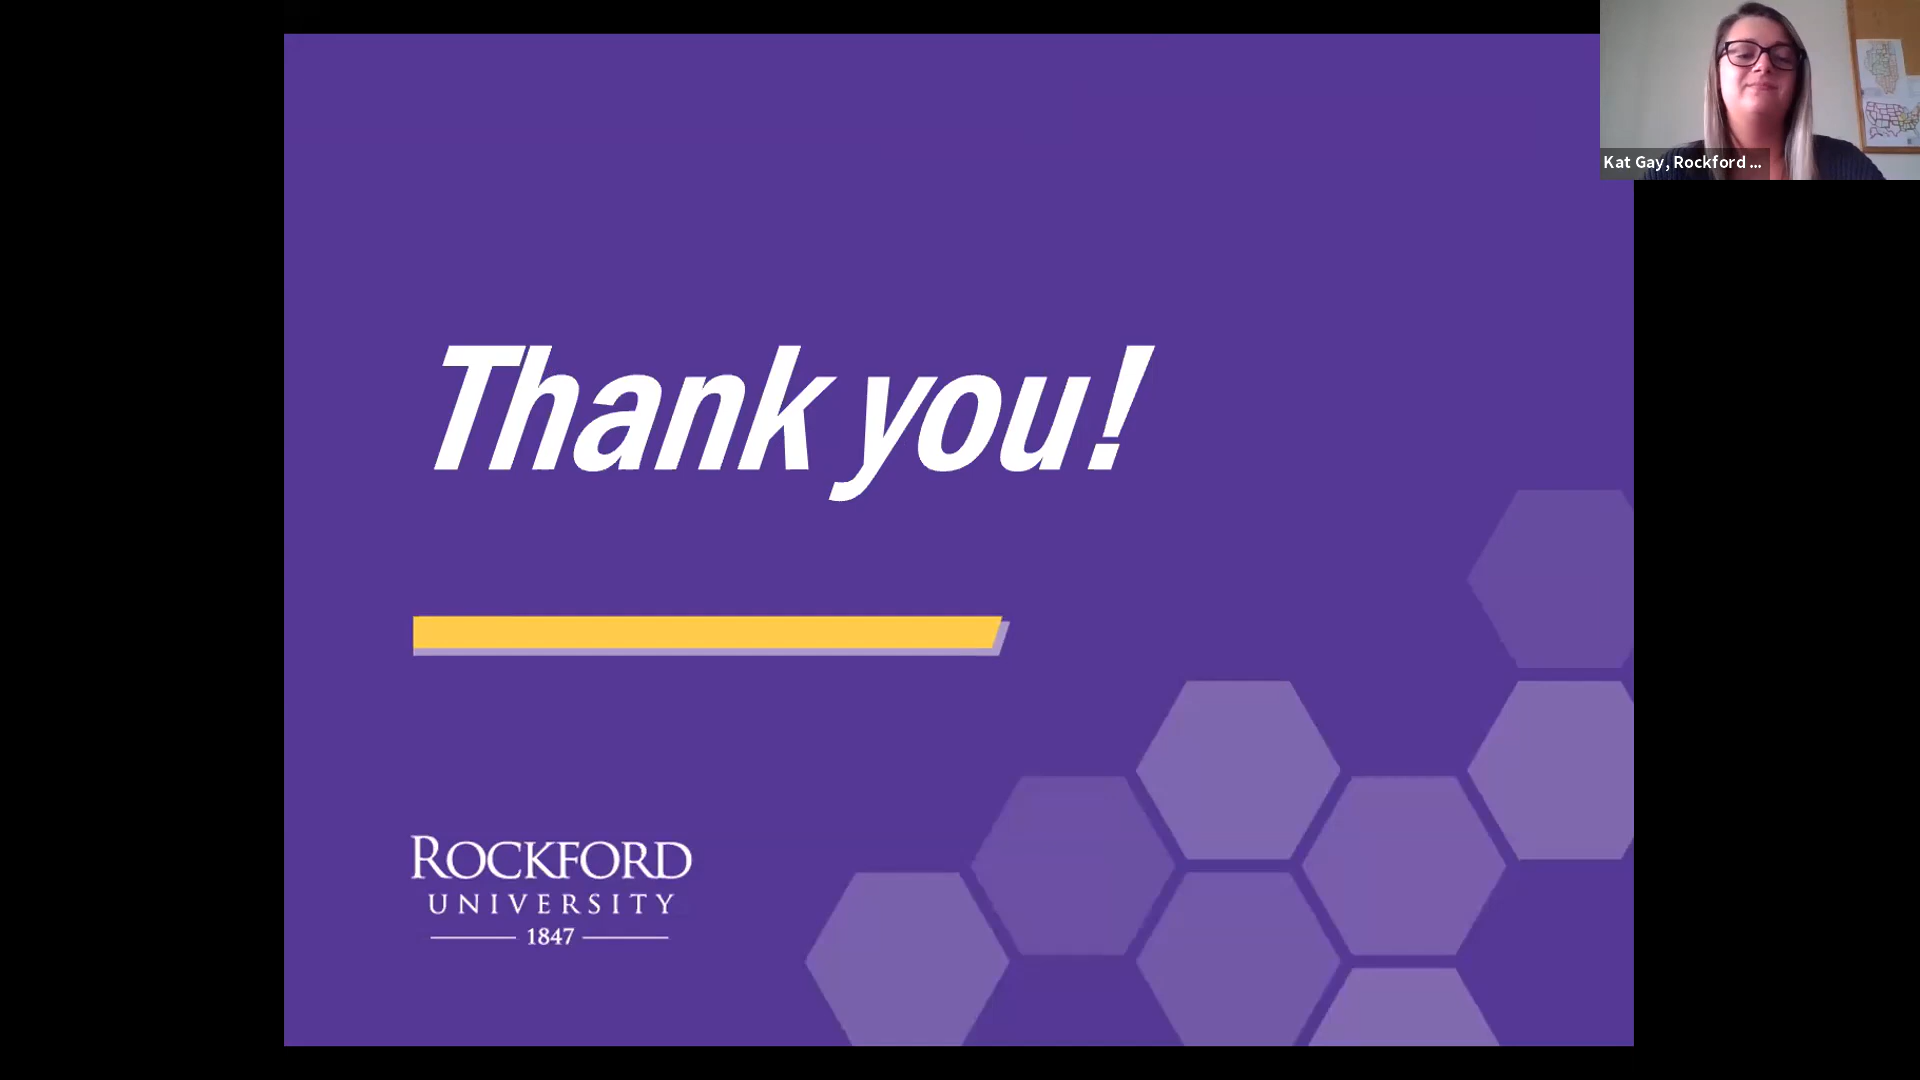 Kat Gay, Rockford ...
Thank you!
ROCKFORD
UNIVERSITY
1847